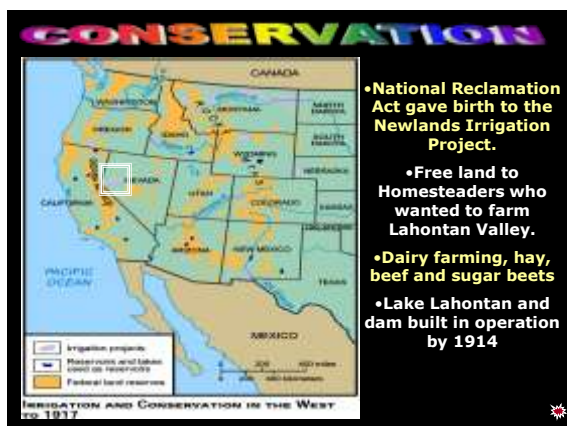 CONSERVATION
CANADA
WASHINGTON
MONTANA
NORTH
DAKOTA
OREGON
IDAHO
SOUTH
DAKOTA
WYOMING
NEBRASKA
NEVADA
UTAH
COLORADO
KANSAS
CALIFORNIA
OKLAHOMA
ARIZONA
NEW MEXICO
TEXAS
PACIFIC
OCEAN
MEXICO
Irrigation projects
Reservoirs and lakes
used as reservoirs
Federal land reserves
IRRIGATION AND CONSERVATION IN THE WEST
TO 1917
•National Reclamation
Act gave birth to the
Newlands Irrigation
Project.
•Free land to
Homesteaders who
wanted to farm
Lahontan Valley.
•Dairy farming, hay,
beef and sugar beets
•Lake Lahontan and
dam built in operation
by 1914